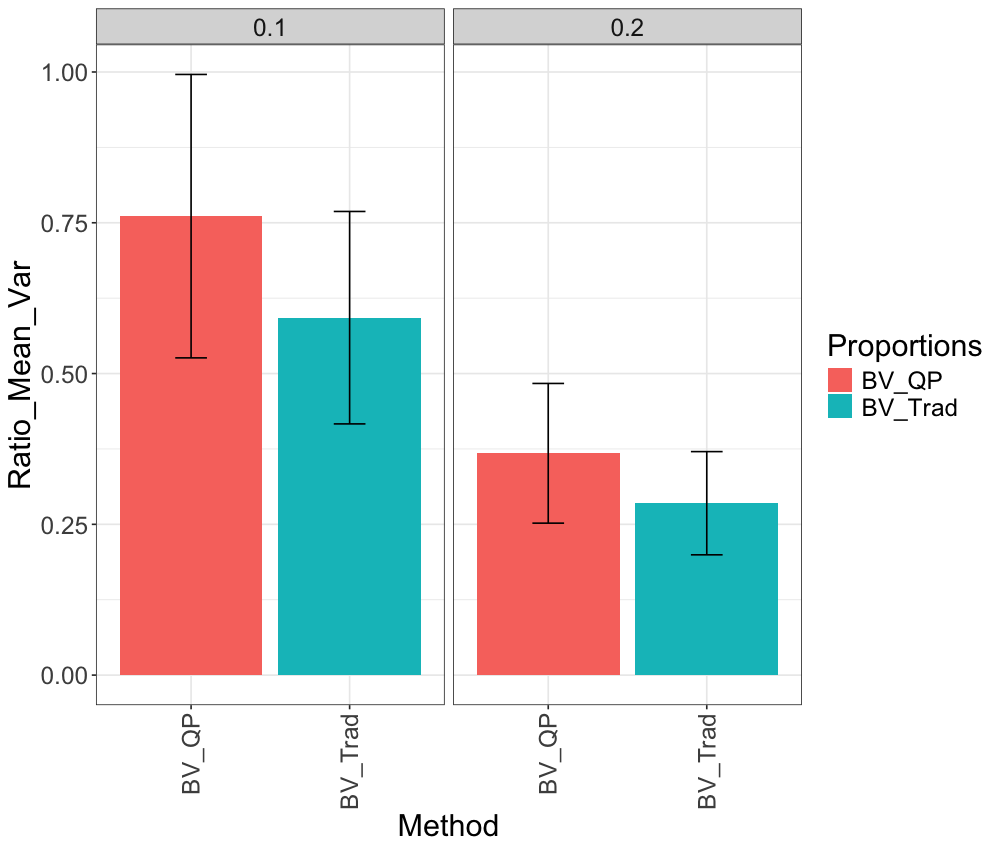 0.1
0.2
Ratio_Mean_Var
1.00
0.75
0.50
0.25
0.00
BV_QP
BV_Trad
BV_QP
BV_Trad
Method
Proportions
BV_QP
BV_Trad